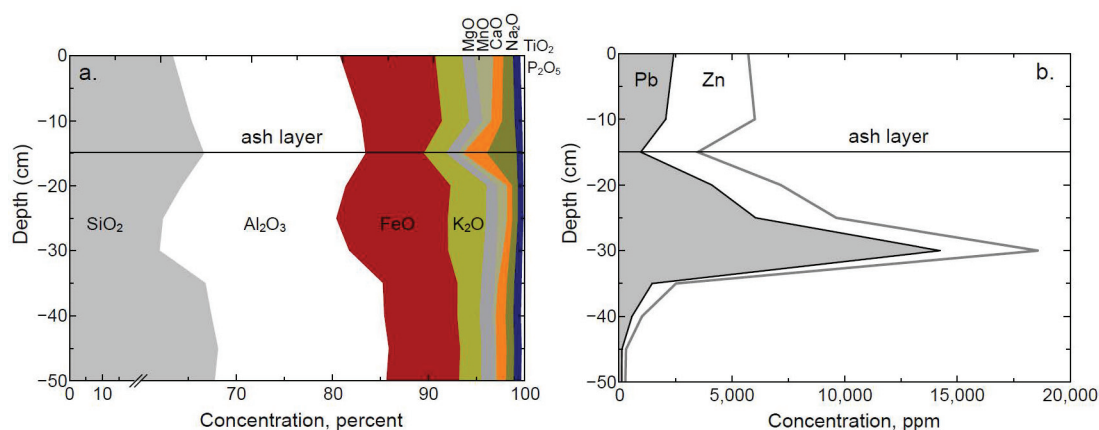 MgO
MnO
CaO
Na₂O
TiO₂
P₂O₅
a.
0
−10
−20
−30
−40
−50
Depth (cm)
ash layer
SiO₂
Al₂O₃
FeO
K₂O
0 10 70 80 90 100
Concentration, percent
b.
0
−10
−20
−30
−40
−50
Depth (cm)
Pb
Zn
ash layer
0 5,000 10,000 15,000 20,000
Concentration, ppm